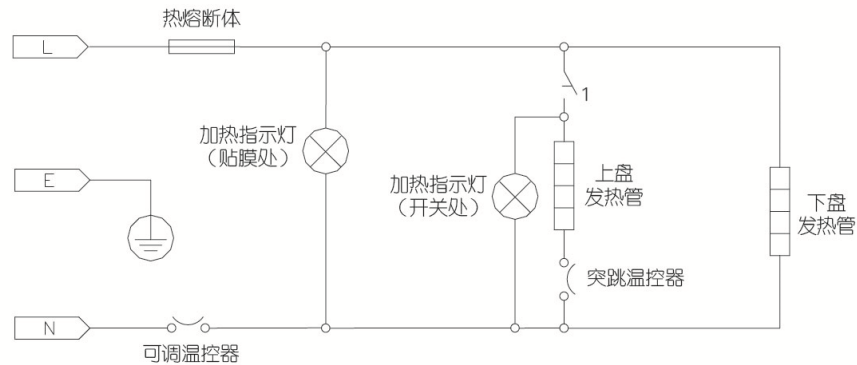 热熔断体
L
加热指示灯
（贴膜处）
E
1
加热指示灯
（开关处）
上盘
发热管
下盘
发热管
突跳温控器
N
可调温控器